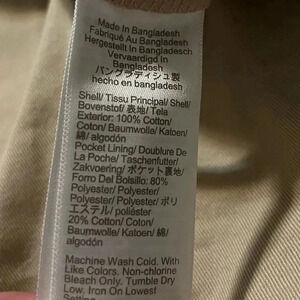 Made In Bangladesh
Fabriqué Au Bangladesh
Hergestellt In Bangladesh
Vervaardigd In
Bangladesh
バングラディシュ製
hecho en bangladesh
Shell/ Tissu Principal/ Shell/
Bovenstof/ 表地/ Tela
Exterior: 100% Cotton/
Coton/ Baumwolle/ Katoen/
綿/ algodón
Pocket Lining/ Doublure De
La Poche/ Taschenfutter/
Zakvoering/ ポケット裏地/
Forro Del Bolsillo: 80%
Polyester/ Polyester/
Polyester/ Polyester/ ポリ
エステル/ poliéster
20% Cotton/ Coton/
Baumwolle/ Katoen/ 綿/
algodón
Machine Wash Cold. With
Like Colors. Non-chlorine
Bleach Only. Tumble Dry
Low. Iron On Lowest